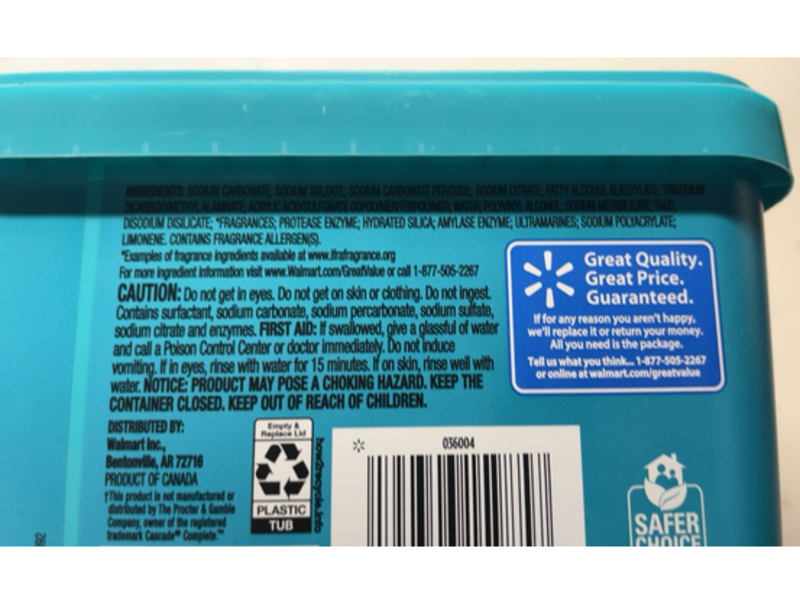 INGREDIENTS: SODIUM CARBONATE; SODIUM SULFATE; SODIUM CARBONATE PEROXIDE; SODIUM CITRATE; FATTY ALCOHOL ALKOXYLATE; TRISODIUM
DICARBOXYMETHYL ALANINATE; ACRYLIC ACID/SULFONATE COPOLYMER/TERPOLYMER; WATER; POLYVINYL ALCOHOL; SODIUM METASILICATE; TAED;
DISODIUM DISILICATE; *FRAGRANCES; PROTEASE ENZYME; HYDRATED SILICA; AMYLASE ENZYME; ULTRAMARINES; SODIUM POLYACRYLATE;
LIMONENE. CONTAINS FRAGRANCE ALLERGEN(S).
*Examples of fragrance ingredients available at www.ifrafragrance.org
For more ingredient information visit www.Walmart.com/GreatValue or call 1-877-505-2267
CAUTION: Do not get in eyes. Do not get on skin or clothing. Do not ingest.
Contains surfactant, sodium carbonate, sodium percarbonate, sodium sulfate,
sodium citrate and enzymes. FIRST AID: If swallowed, give a glassful of water
and call a Poison Control Center or doctor immediately. Do not induce
vomiting. If in eyes, rinse with water for 15 minutes. If on skin, rinse well with
water. NOTICE: PRODUCT MAY POSE A CHOKING HAZARD. KEEP THE
CONTAINER CLOSED. KEEP OUT OF REACH OF CHILDREN.
Great Quality.
Great Price.
Guaranteed.
If for any reason you aren't happy,
we'll replace it or return your money.
All you need is the package.
Tell us what you think... 1-877-505-2267
or online at walmart.com/greatvalue
DISTRIBUTED BY:
Walmart Inc.,
Bentonville, AR 72716
PRODUCT OF CANADA
†This product is not manufactured or
distributed by The Procter & Gamble
Company, owner of the registered
trademark Cascade® Complete.™
Empty &
Replace Lid
PLASTIC
TUB
how2recycle.info
036004
SAFER
CHOICE